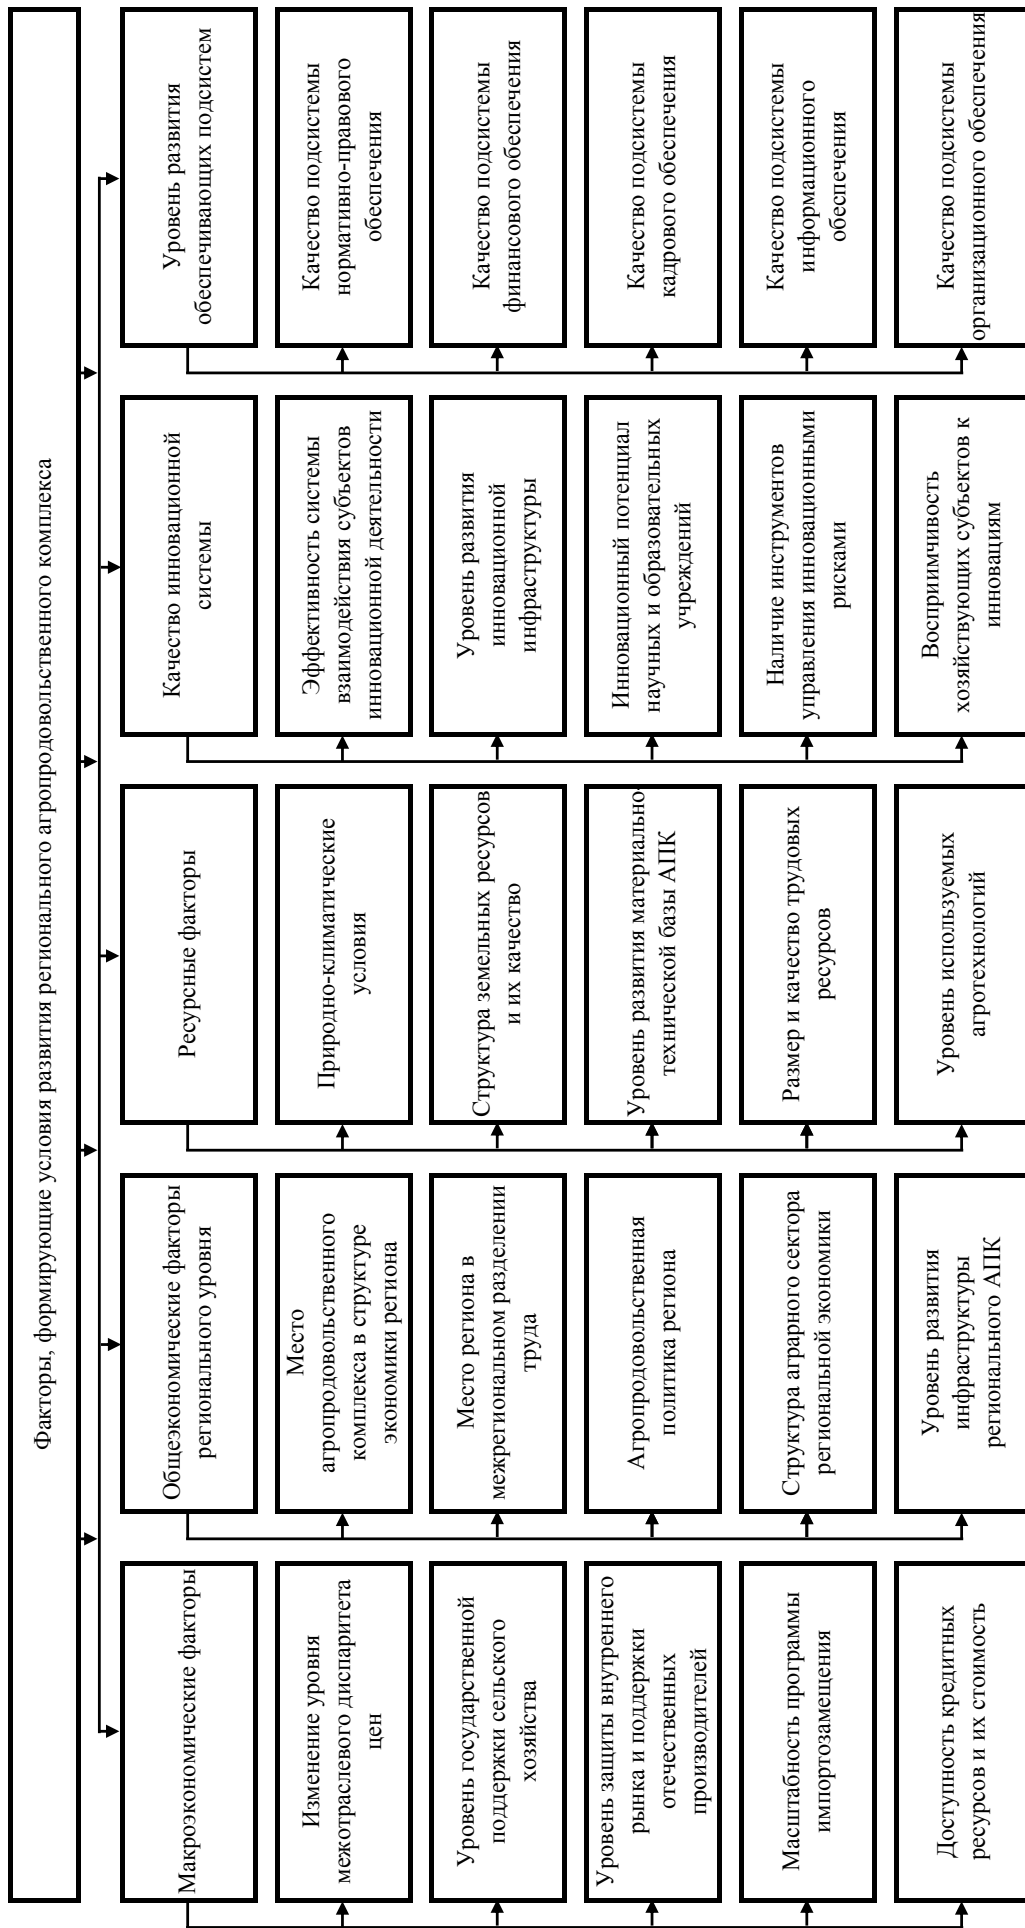 Факторы, формирующие условия развития регионального агропродовольственного комплекса
Макроэкономические факторы
Изменение уровня
межотраслевого диспаритета
цен
Уровень государственной
поддержки сельского
хозяйства
Уровень защиты внутреннего
рынка и поддержки
отечественных
производителей
Масштабность программы
импортозамещения
Доступность кредитных
ресурсов и их стоимость
Общеэкономические факторы
регионального уровня
Место
агропродовольственного
комплекса в структуре
экономики региона
Место региона в
межрегиональном разделении
труда
Агропродовольственная
политика региона
Структура аграрного сектора
региональной экономики
Уровень развития
инфраструктуры
регионального АПК
Ресурсные факторы
Природно-климатические
условия
Структура земельных ресурсов
и их качество
Уровень развития материально-
технической базы АПК
Размер и качество трудовых
ресурсов
Уровень используемых
агротехнологий
Качество инновационной
системы
Эффективность системы
взаимодействия субъектов
инновационной деятельности
Уровень развития
инновационной
инфраструктуры
Инновационный потенциал
научных и образовательных
учреждений
Наличие инструментов
управления инновационными
рисками
Восприимчивость
хозяйствующих субъектов к
инновациям
Уровень развития
обеспечивающих подсистем
Качество подсистемы
нормативно-правового
обеспечения
Качество подсистемы
финансового обеспечения
Качество подсистемы
кадрового обеспечения
Качество подсистемы
информационного
обеспечения
Качество подсистемы
организационного обеспечения